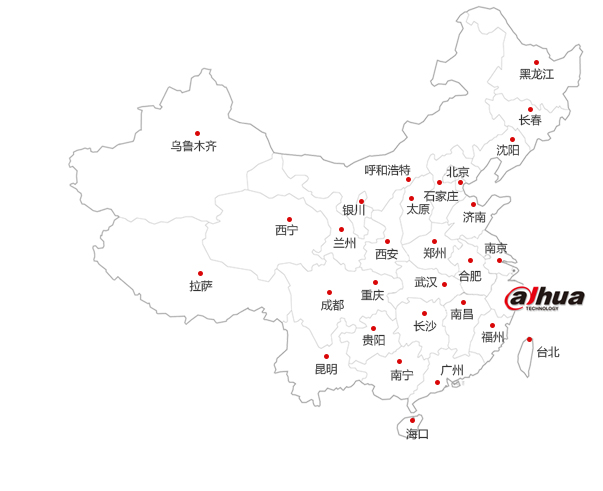 黑龙江
长春
乌鲁木齐
沈阳
呼和浩特
北京
石家庄
银川
太原
济南
西宁
兰州
西安
郑州
南京
合肥
拉萨
武汉
重庆
成都
alhua
TECHNOLOGY
南昌
长沙
贵阳
福州
台北
昆明
南宁
广州
海口